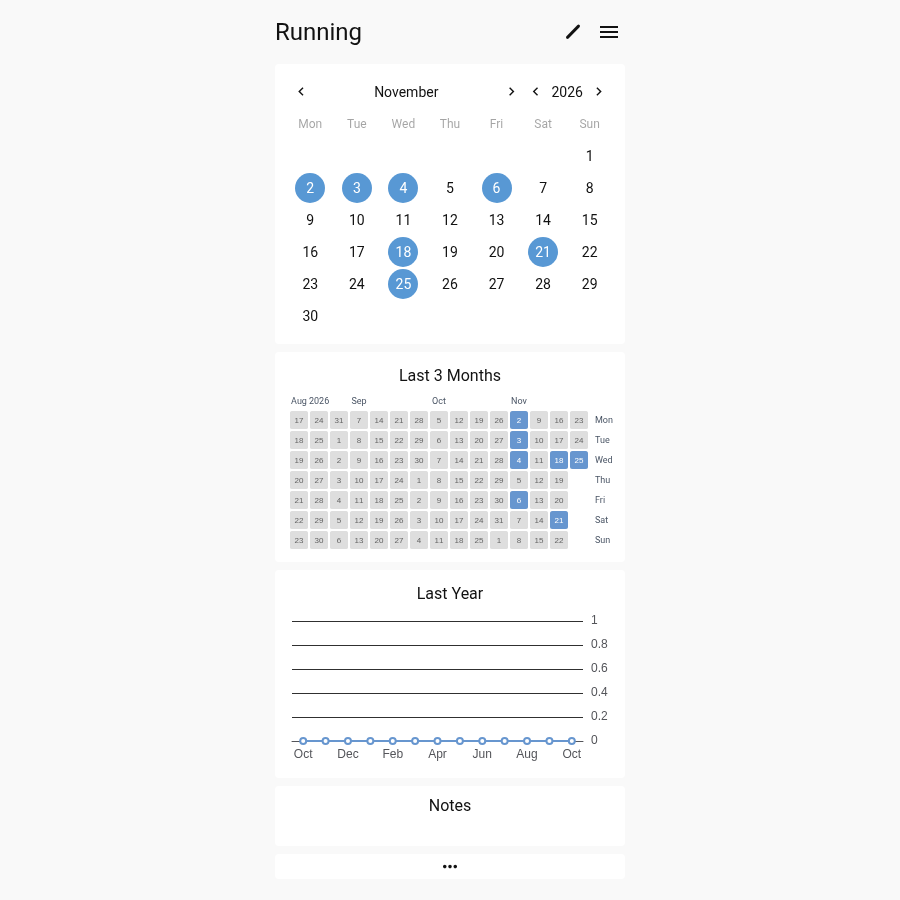 Running
November 2026
Mon Tue Wed Thu Fri Sat Sun
1
2 3 4 5 6 7 8
9 10 11 12 13 14 15
16 17 18 19 20 21 22
23 24 25 26 27 28 29
30
Last 3 Months
Aug 2026 Sep Oct Nov
17 24 31 7 14 21 28 5 12 19 26 2 9 16 23 Mon
18 25 1 8 15 22 29 6 13 20 27 3 10 17 24 Tue
19 26 2 9 16 23 30 7 14 21 28 4 11 18 25 Wed
20 27 3 10 17 24 1 8 15 22 29 5 12 19 Thu
21 28 4 11 18 25 2 9 16 23 30 6 13 20 Fri
22 29 5 12 19 26 3 10 17 24 31 7 14 21 Sat
23 30 6 13 20 27 4 11 18 25 1 8 15 22 Sun
Last Year
1
0.8
0.6
0.4
0.2
0
Oct Dec Feb Apr Jun Aug Oct
Notes